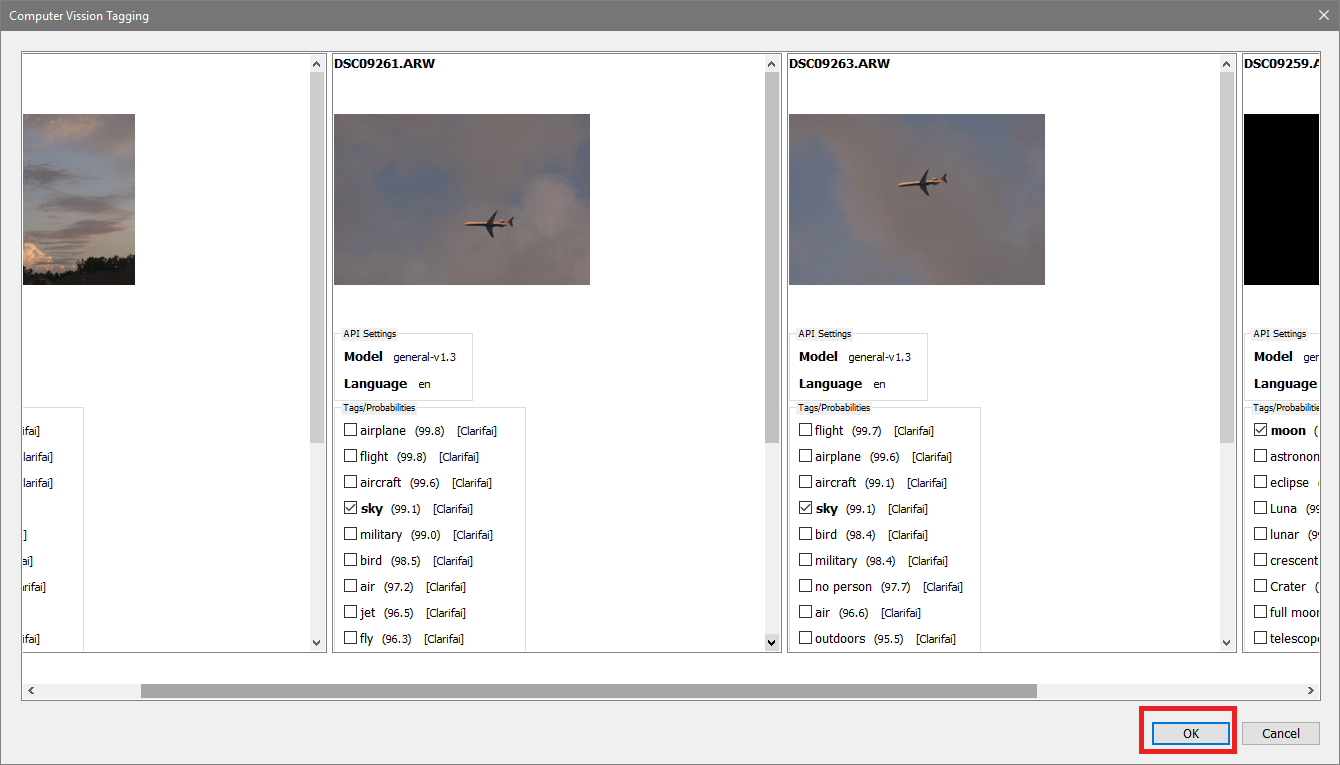 Computer Vission Tagging
DSC09261.ARW
DSC09263.ARW
DSC09259.A
API Settings
Model general-v1.3
Language en
API Settings
Model general-v1.3
Language en
API Settings
Model ger
Language
ifai]
larifai]
larifai]
]
ai]
arifai]
ifai]
Tags/Probabilities
airplane (99.8) [Clarifai]
flight (99.8) [Clarifai]
aircraft (99.6) [Clarifai]
sky (99.1) [Clarifai]
military (99.0) [Clarifai]
bird (98.5) [Clarifai]
air (97.2) [Clarifai]
jet (96.5) [Clarifai]
fly (96.3) [Clarifai]
Tags/Probabilities
flight (99.7) [Clarifai]
airplane (99.6) [Clarifai]
aircraft (99.1) [Clarifai]
sky (99.1) [Clarifai]
bird (98.4) [Clarifai]
military (98.4) [Clarifai]
no person (97.7) [Clarifai]
air (96.6) [Clarifai]
outdoors (95.5) [Clarifai]
Tags/Probabilitie
moon (
astronon
eclipse
Luna (99
lunar (9
crescent
Crater (
full moor
telescope
OK
Cancel